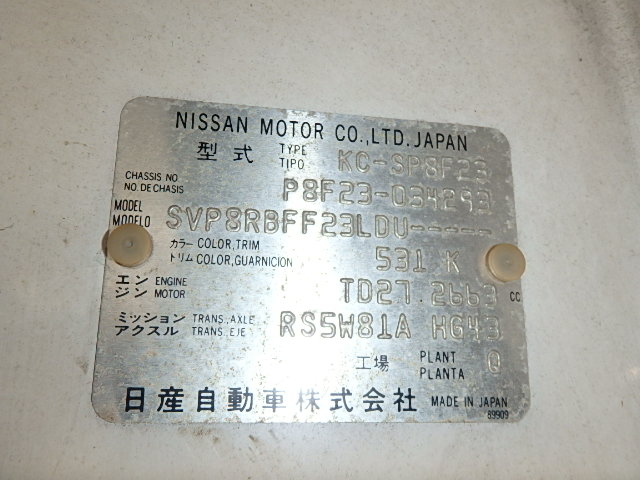 NISSAN MOTOR CO.,LTD. JAPAN
型式 TYPE TIPO KC-SP8F23
CHASSIS NO NO. DE CHASIS P8F23-034293
MODEL MODELO SVP8RBFF23LDU-----
カラー COLOR, TRIM
トリム COLOR, GUARNICION 531 K
エンジン ENGINE MOTOR TD27 2663 CC
ミッション TRANS, AXLE
アクスル TRANS, EJE RS5W81A HG43
工場 PLANT PLANTA Q
日産自動車株式会社 MADE IN JAPAN
89909